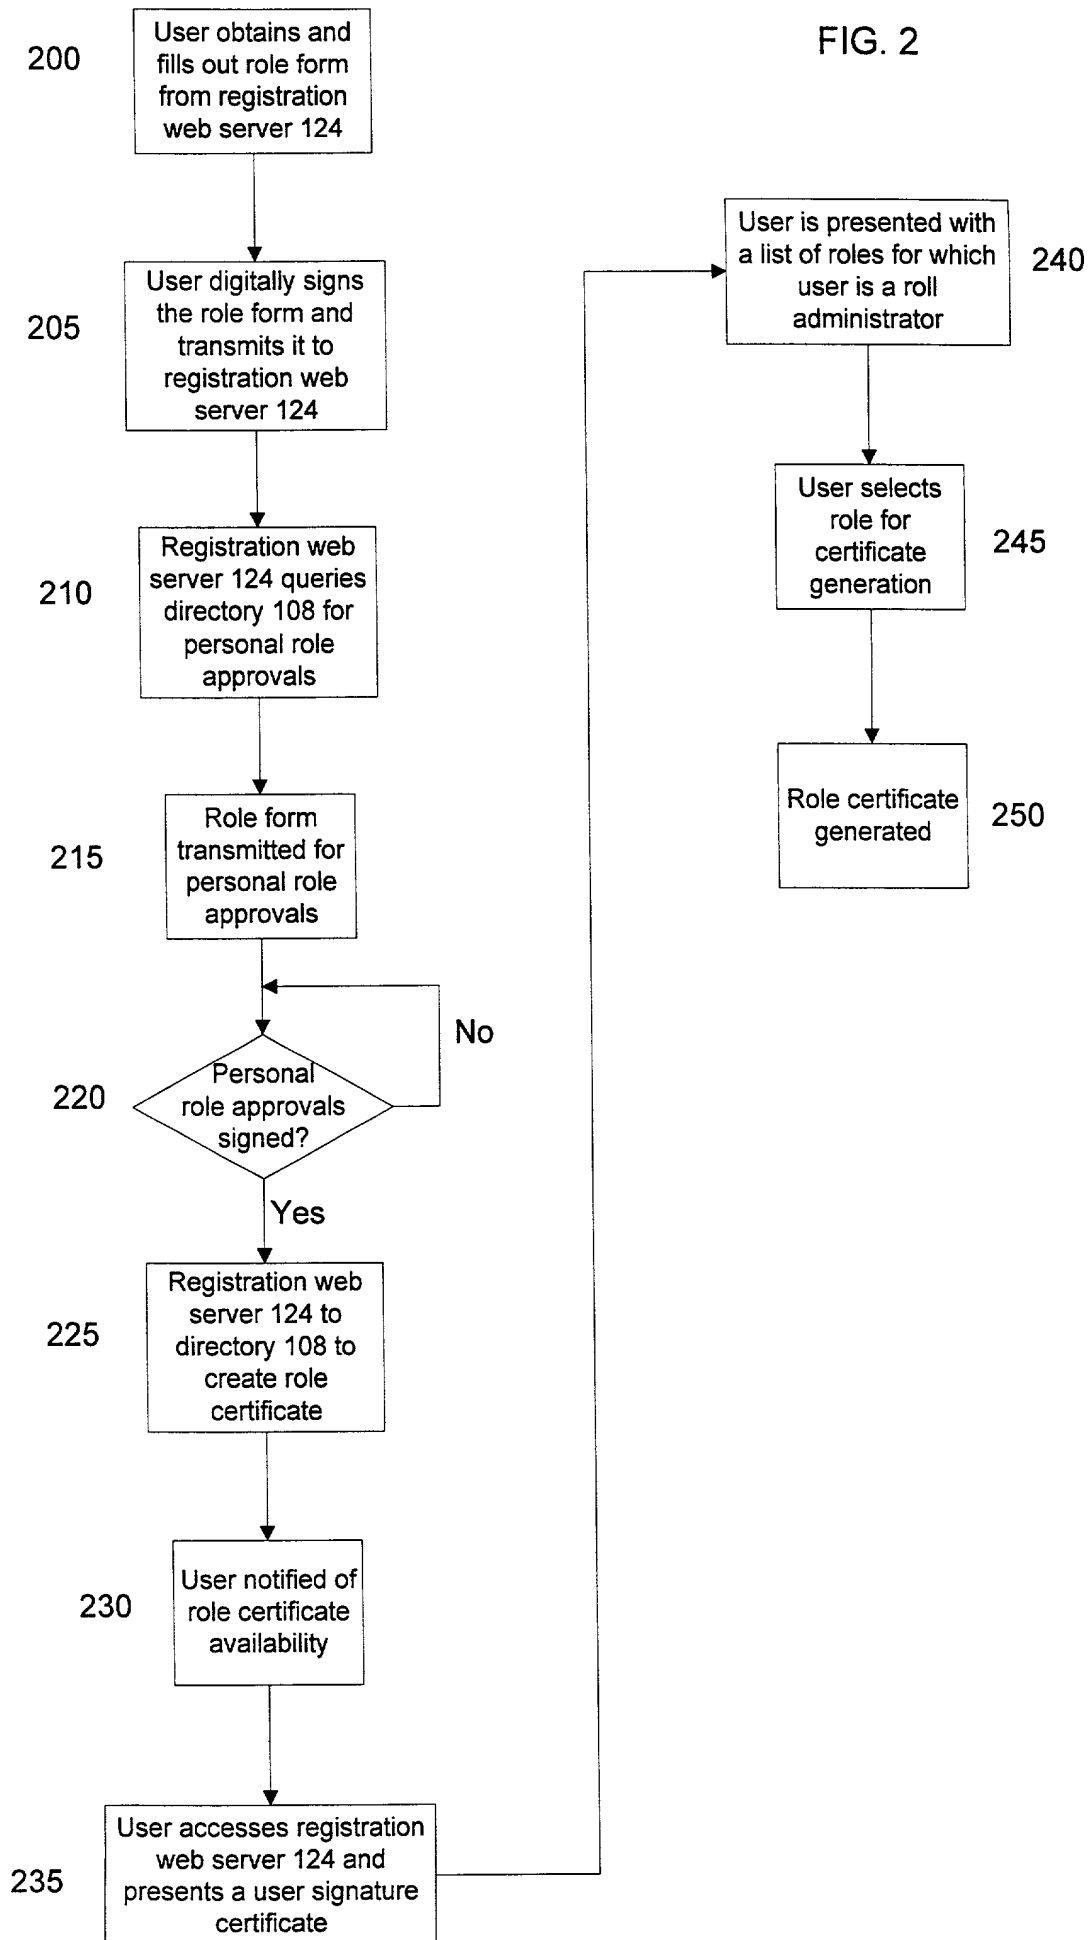 FIG. 2
200
User obtains and
fills out role form
from registration
web server 124
205
User digitally signs
the role form and
transmits it to
registration web
server 124
210
Registration web
server 124 queries
directory 108 for
personal role
approvals
215
Role form
transmitted for
personal role
approvals
220
Personal
role approvals
signed?
No
Yes
225
Registration web
server 124 to
directory 108 to
create role
certificate
230
User notified of
role certificate
availability
235
User accesses registration
web server 124 and
presents a user signature
certificate
240
User is presented with
a list of roles for which
user is a roll
administrator
245
User selects
role for
certificate
generation
250
Role certificate
generated